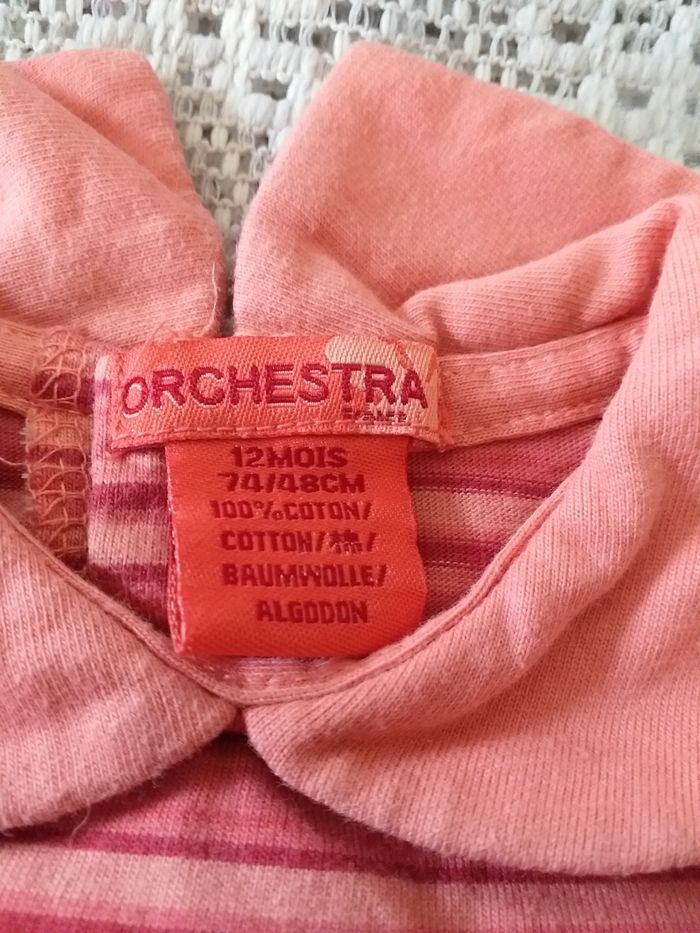 ORCHESTRA
12MOIS
74/48CM
100%COTON/
COTTON/棉/
BAUMWOLLE/
ALGODON